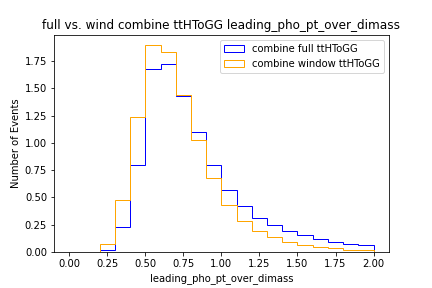 full vs. wind combine ttHToGG leading_pho_pt_over_dimass
combine full ttHToGG
combine window ttHToGG
Number of Events
1.75
1.50
1.25
1.00
0.75
0.50
0.25
0.00
0.00 0.25 0.50 0.75 1.00 1.25 1.50 1.75 2.00
leading_pho_pt_over_dimass